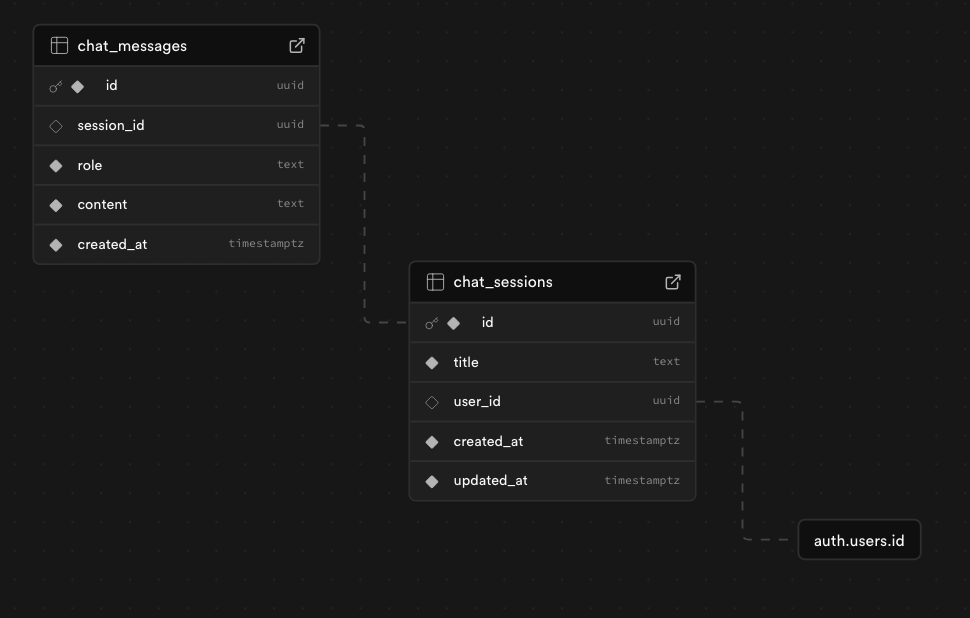 chat_messages
id uuid
session_id uuid
role text
content text
created_at timestamptz
chat_sessions
id uuid
title text
user_id uuid
created_at timestamptz
updated_at timestamptz
auth.users.id